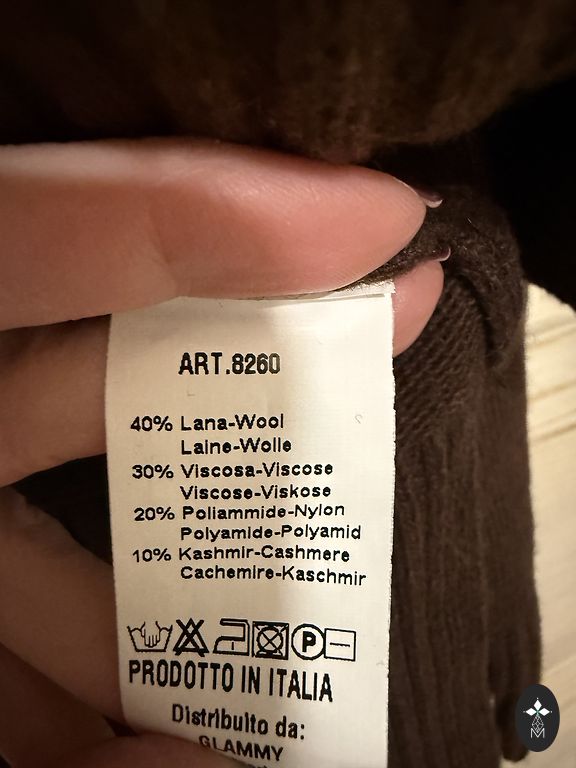 ART.8260
40% Lana-Wool
Laine-Wolle
30% Viscosa-Viscose
Viscose-Viskose
20% Poliammide-Nylon
Polyamide-Polyamid
10% Kashmir-Cashmere
Cachemire-Kaschmir
P
PRODOTTO IN ITALIA
Distribuito da:
GLAMMY
M